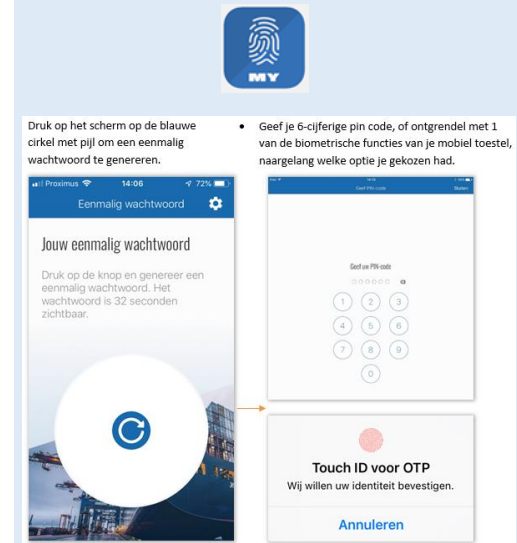 MY
Druk op het scherm op de blauwe
cirkel met pijl om een eenmalig
wachtwoord te genereren.
• Geef je 6-cijferige pin code, of ontgrendel met 1
van de biometrische functies van je mobiel toestel,
naargelang welke optie je gekozen had.
Proximus 14:06 72%
Eenmalig wachtwoord
Jouw eenmalig wachtwoord
Druk op de knop en genereer een
eenmalig wachtwoord. Het
wachtwoord is 32 seconden
zichtbaar.
Geef PIN-code Sluiten
Geef uw PIN-code
1 2 3
4 5 6
7 8 9
0
Touch ID voor OTP
Wij willen uw identiteit bevestigen.
Annuleren